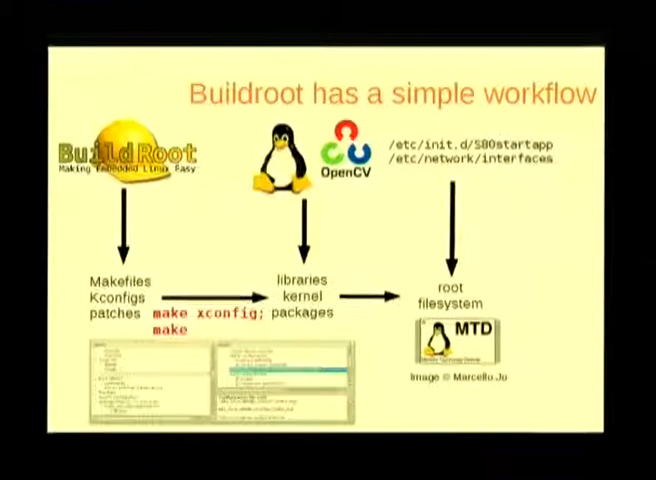 Buildroot has a simple workflow
BuildRoot
Making Embedded Linux Easy
OpenCV
/etc/init.d/S80startapp
/etc/network/interfaces
Makefiles
Kconfigs
patches
make xconfig;
make
libraries
kernel
packages
root
filesystem
MTD
Image © Marcello Jo